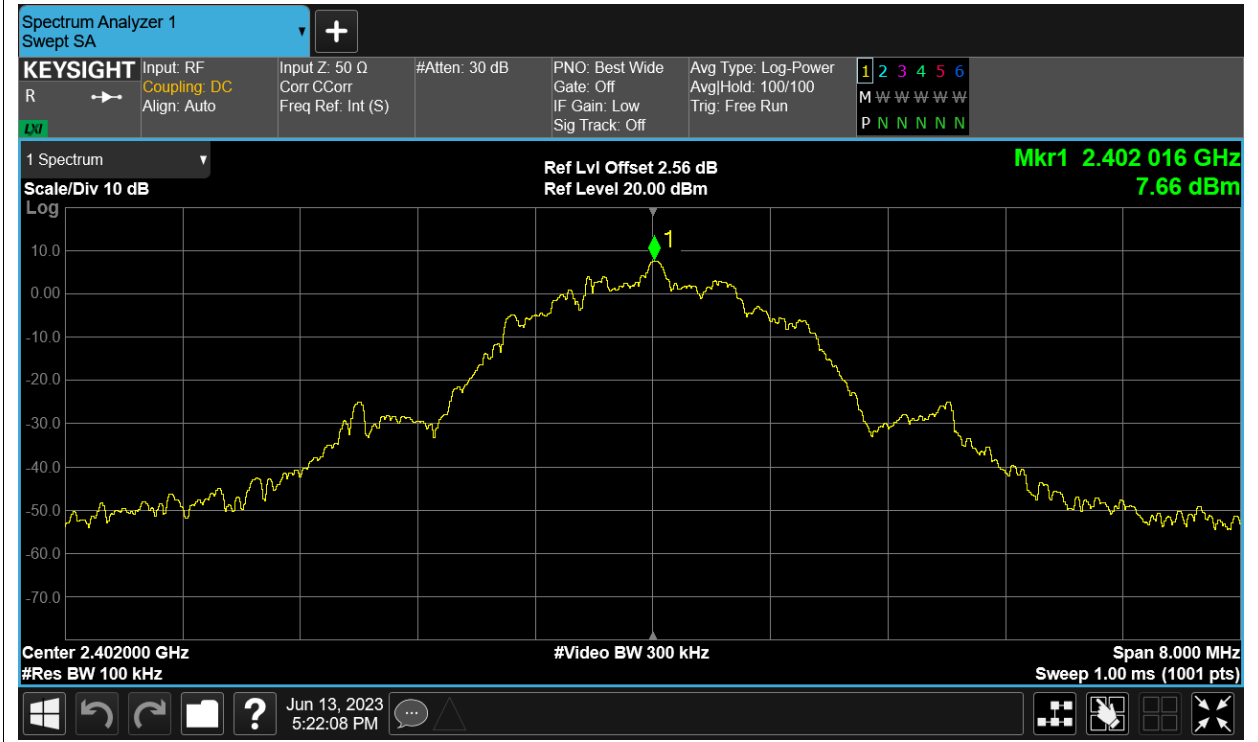 Spectrum Analyzer 1
Swept SA
+
KEYSIGHT
R
LXI
Input: RF
Coupling: DC
Align: Auto
Input Z: 50 Ω
Corr CCorr
Freq Ref: Int (S)
#Atten: 30 dB
PNO: Best Wide
Gate: Off
IF Gain: Low
Sig Track: Off
Avg Type: Log-Power
Avg|Hold: 100/100
Trig: Free Run
1 2 3 4 5 6
M W W W W W
P N N N N N
1 Spectrum
Scale/Div 10 dB
Log
Ref Lvl Offset 2.56 dB
Ref Level 20.00 dBm
Mkr1 2.402 016 GHz
7.66 dBm
1
10.0
0.00
-10.0
-20.0
-30.0
-40.0
-50.0
-60.0
-70.0
Center 2.402000 GHz
#Video BW 300 kHz
Span 8.000 MHz
#Res BW 100 kHz
Sweep 1.00 ms (1001 pts)
?
Jun 13, 2023
5:22:08 PM